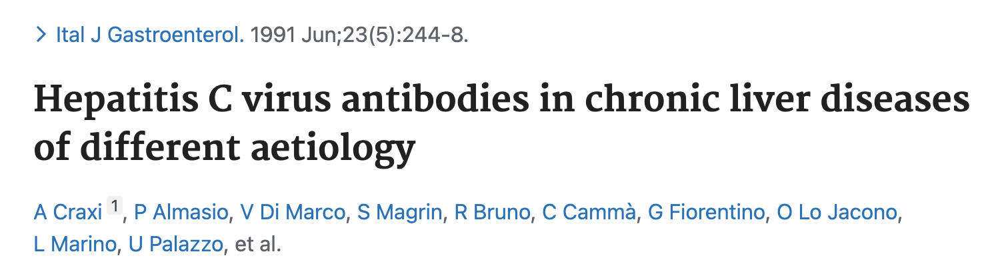 > Ital J Gastroenterol. 1991 Jun;23(5):244-8.
Hepatitis C virus antibodies in chronic liver diseases
of different aetiology
A Craxi 1, P Almasio, V Di Marco, S Magrin, R Bruno, C Cammà, G Fiorentino, O Lo Jacono,
L Marino, U Palazzo, et al.